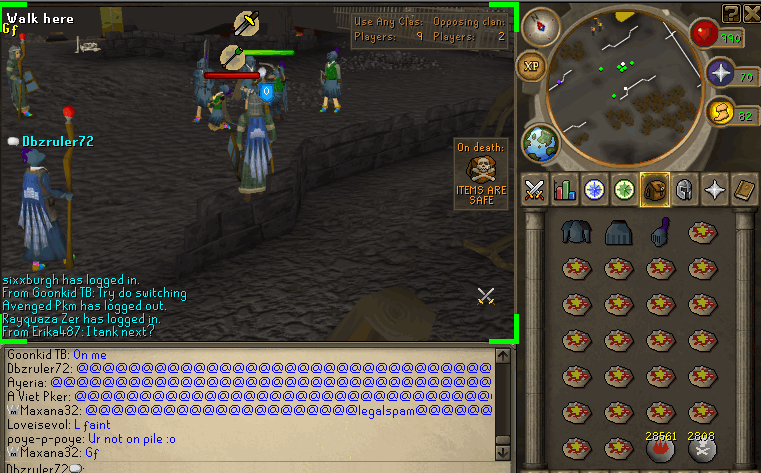 Walk here
Gf
Use Any Clas: Opposing clan:
Players: 9 Players: 2
990
XP
70
82
0
Dbzruler72
On death:
ITEMS ARE
SAFE
sixxburgh has logged in.
From Goonkid TB: Try do switching
Avenged Pkm has logged out.
Rayquaza Zer has logged in.
From Erika487: I tank next?
Goonkid TB: On me
Dbzruler72: @@@@@@@@@@@@@@@@@@@@@@@@@@@@@@@@@@
Ayeria: @@@@@@@@@@@@@@@@@@@@@@@@@@@@@@@@@@@@
A Viet Pker: @@@@@@@@@@@@@@@@@@@@@@@@@@@@@@@@@
Maxana32: @@@@@@@@@@@@@@@@@@@@@@legalspam@@@@@@
Loveisevol: L faint
poye-p-poye: Ur not on pile :o
Maxana32: Gf
Dbzruler72:
28561 2808